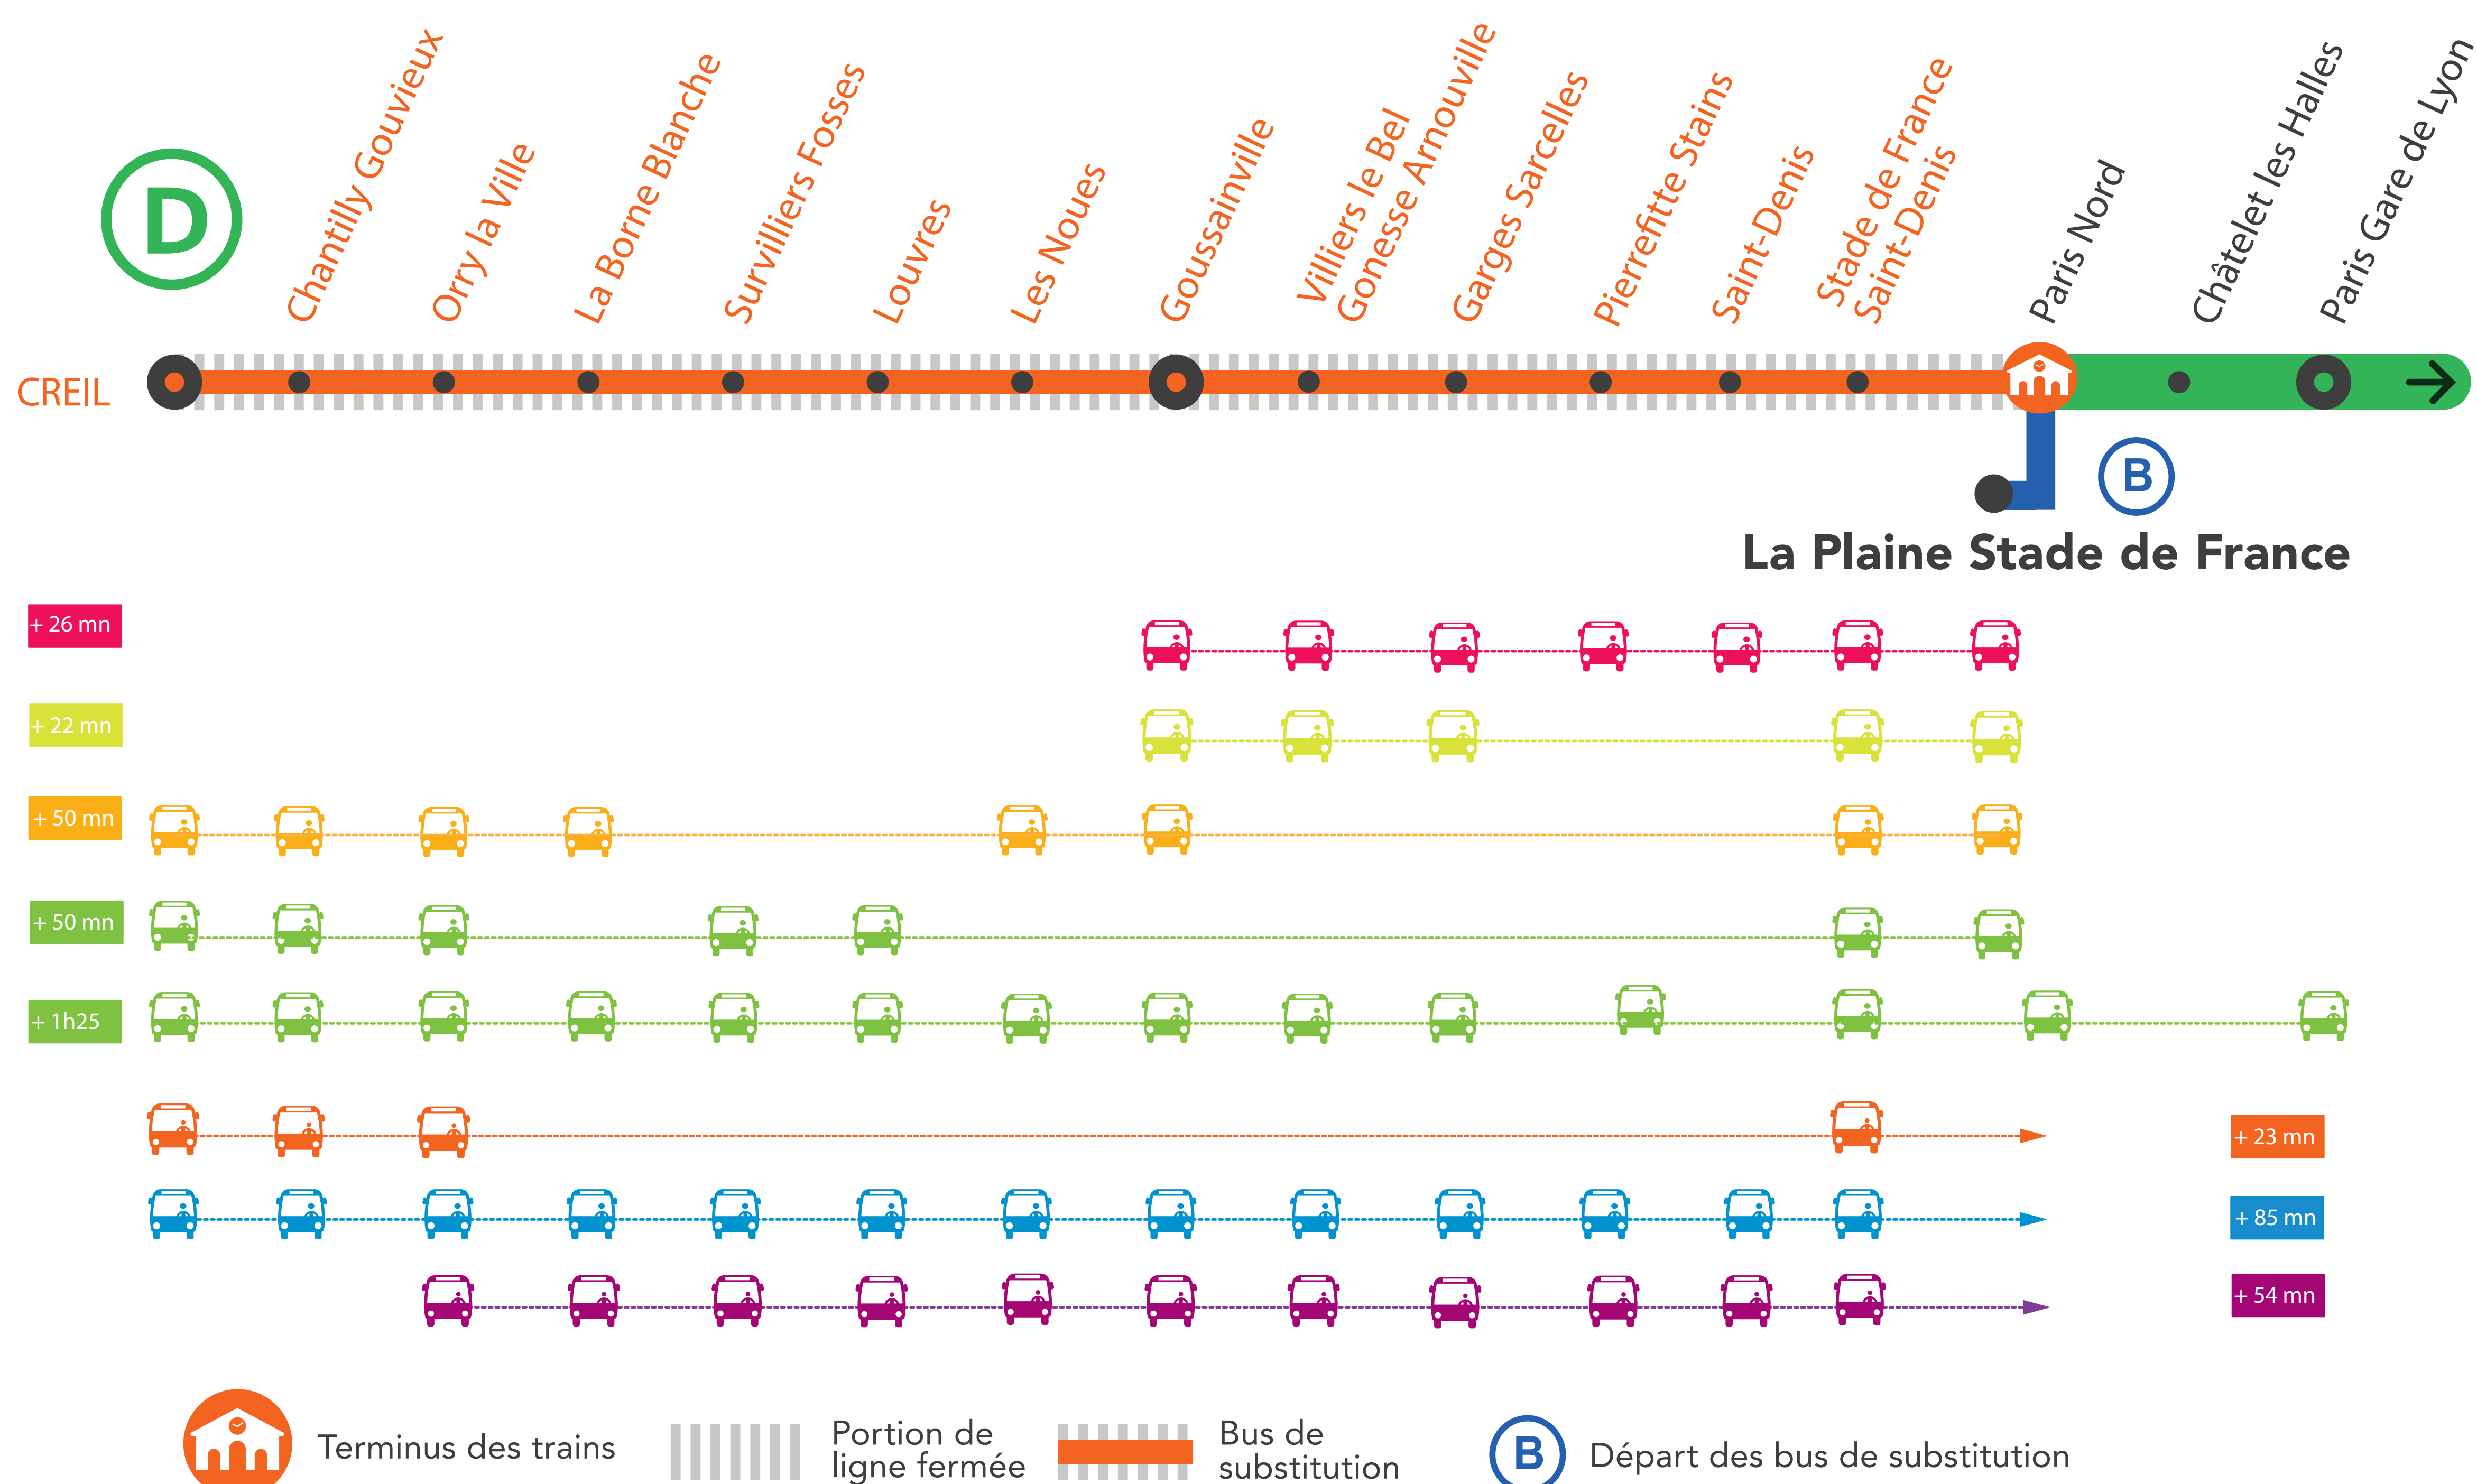 D
Chantilly Gouvieux
Orry la Ville
La Borne Blanche
Survilliers Fosses
Louvres
Les Noues
Goussainville
Villiers le Bel
Gonesse Arnouville
Garges Sarcelles
Pierrefitte Stains
Saint-Denis
Stade de France
Saint-Denis
Paris Nord
Châtelet les Halles
Paris Gare de Lyon
CREIL
B
La Plaine Stade de France
+ 26 mn
+ 22 mn
+ 50 mn
+ 50 mn
+ 1h25
+ 23 mn
+ 85 mn
+ 54 mn
Terminus des trains
Portion de
ligne fermée
Bus de
substitution
B
Départ des bus de substitution